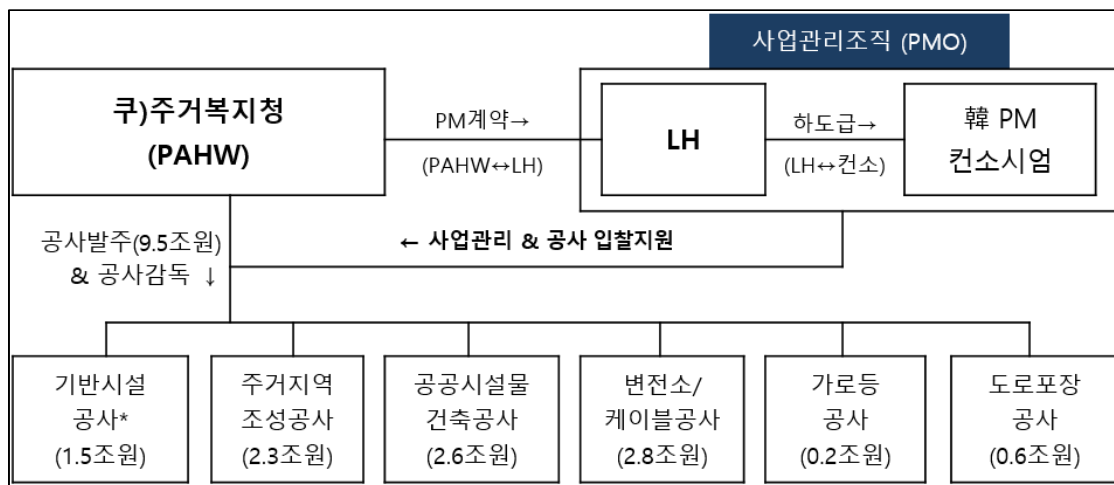 사업관리조직 (PMO)
쿠)주거복지청
(PAHW)
PM계약→
(PAHW↔LH)
LH
하도급→
(LH↔컨소)
韓 PM
컨소시엄
공사발주(9.5조원)
& 공사감독 ↓
← 사업관리 & 공사 입찰지원
기반시설
공사*
(1.5조원)
주거지역
조성공사
(2.3조원)
공공시설물
건축공사
(2.6조원)
변전소/
케이블공사
(2.8조원)
가로등
공사
(0.2조원)
도로포장
공사
(0.6조원)